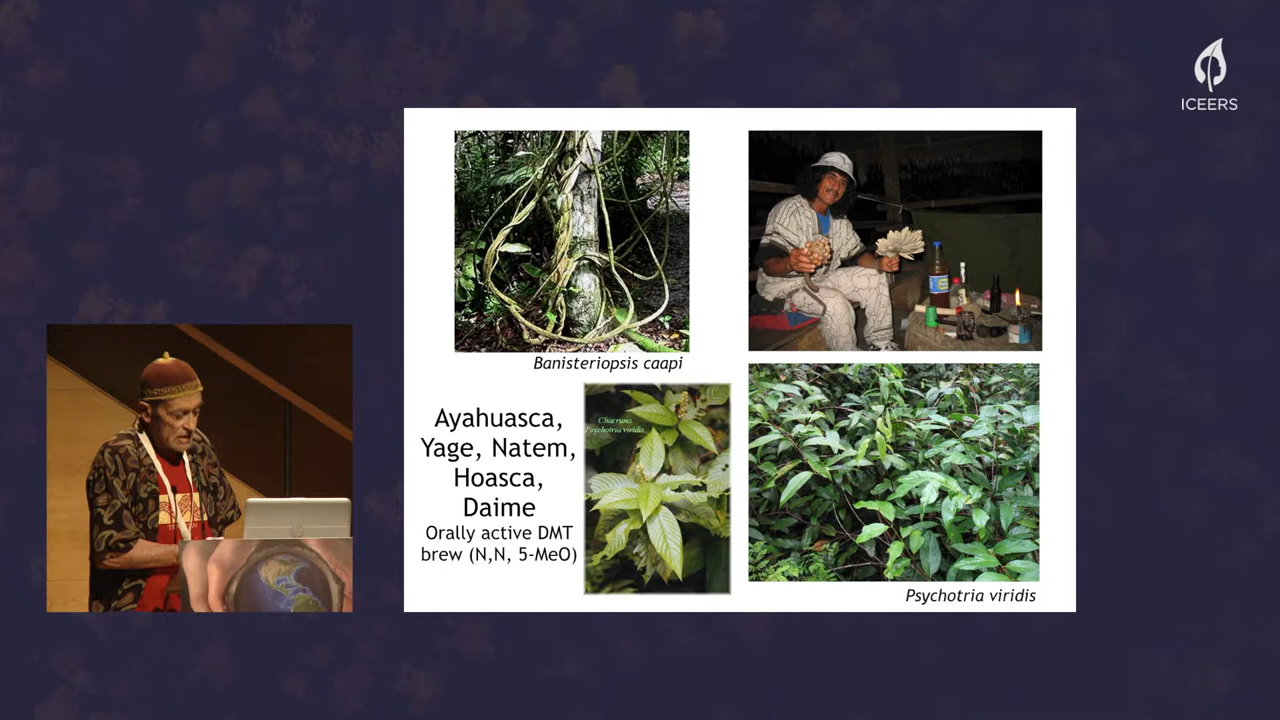 ICEERS
Banisteriopsis caapi
Ayahuasca,
Yage, Natem,
Hoasca,
Daime
Orally active DMT
brew (N,N, 5-MeO)
Chacruna
Psychotria viridis
Psychotria viridis